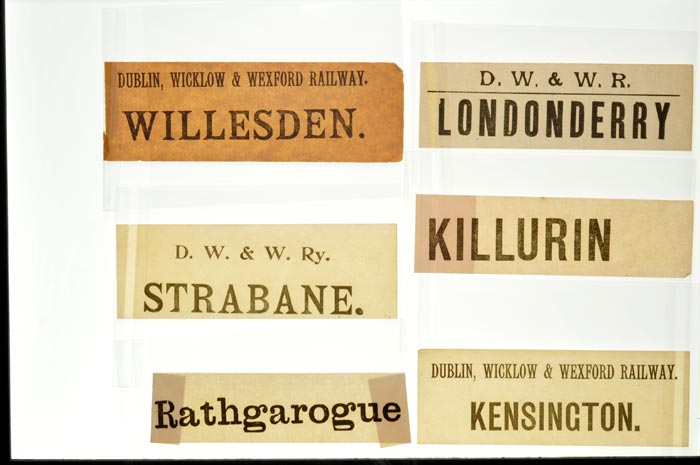 DUBLIN, WICKLOW & WEXFORD RAILWAY.
WILLESDEN.
D. W. & W. R.
LONDONDERRY
D. W. & W. Ry.
STRABANE.
KILLURIN
Rathgarogue
DUBLIN, WICKLOW & WEXFORD RAILWAY.
KENSINGTON.